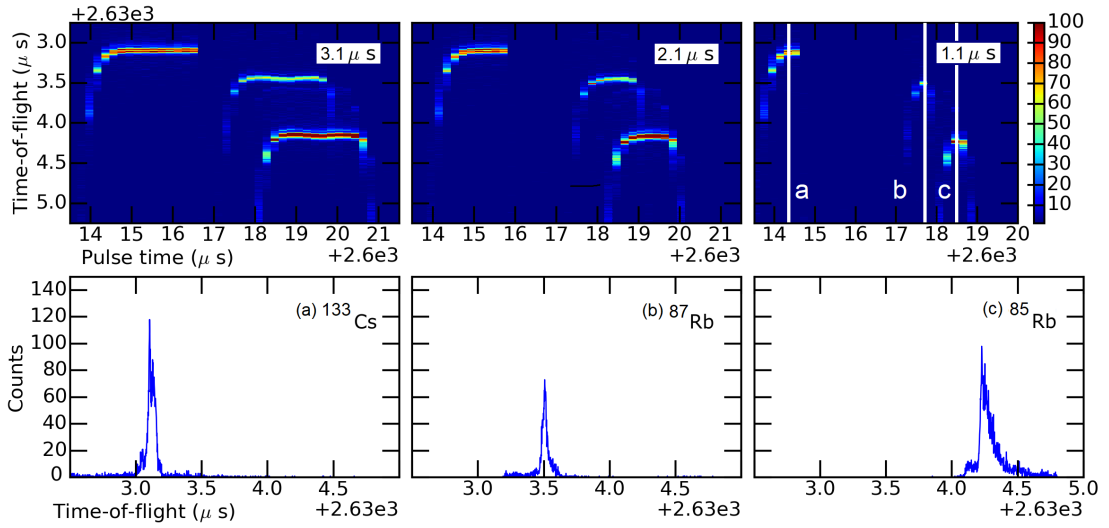 +2.63e3
Time-of-flight (μ s)
3.0
3.5
4.0
4.5
5.0
3.1 μ s
2.1 μ s
1.1 μ s
a
b
c
100
90
80
70
60
50
40
30
20
10
14 15 16 17 18 19 20 21
14 15 16 17 18 19 20 21
14 15 16 17 18 19 20
Pulse time (μ s)
+2.6e3
+2.6e3
+2.6e3
Counts
140
120
100
80
60
40
20
0
(a) 133Cs
(b) 87Rb
(c) 85Rb
3.0 3.5 4.0 4.5
3.0 3.5 4.0 4.5
3.0 3.5 4.0 4.5 5.0
Time-of-flight (μ s)
+2.63e3
+2.63e3
+2.63e3